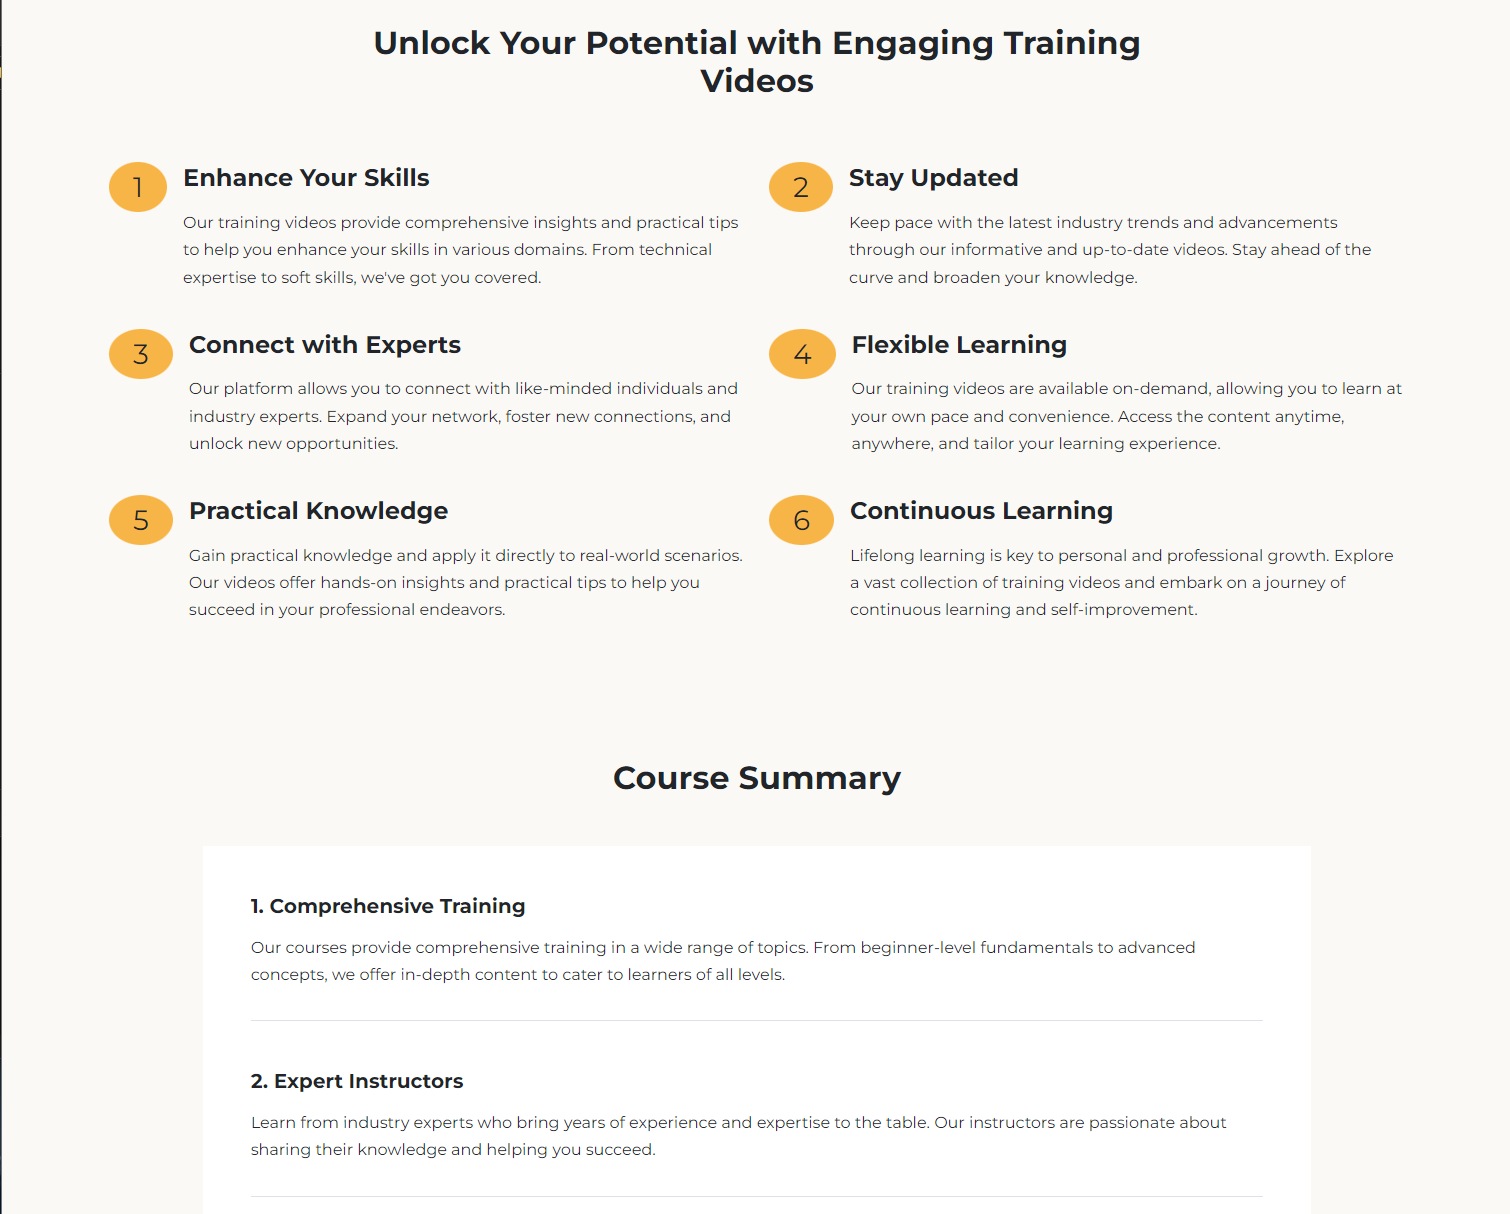 Unlock Your Potential with Engaging Training
Videos
1
Enhance Your Skills
Our training videos provide comprehensive insights and practical tips
to help you enhance your skills in various domains. From technical
expertise to soft skills, we've got you covered.
2
Stay Updated
Keep pace with the latest industry trends and advancements
through our informative and up-to-date videos. Stay ahead of the
curve and broaden your knowledge.
3
Connect with Experts
Our platform allows you to connect with like-minded individuals and
industry experts. Expand your network, foster new connections, and
unlock new opportunities.
4
Flexible Learning
Our training videos are available on-demand, allowing you to learn at
your own pace and convenience. Access the content anytime,
anywhere, and tailor your learning experience.
5
Practical Knowledge
Gain practical knowledge and apply it directly to real-world scenarios.
Our videos offer hands-on insights and practical tips to help you
succeed in your professional endeavors.
6
Continuous Learning
Lifelong learning is key to personal and professional growth. Explore
a vast collection of training videos and embark on a journey of
continuous learning and self-improvement.
Course Summary
1. Comprehensive Training
Our courses provide comprehensive training in a wide range of topics. From beginner-level fundamentals to advanced
concepts, we offer in-depth content to cater to learners of all levels.
2. Expert Instructors
Learn from industry experts who bring years of experience and expertise to the table. Our instructors are passionate about
sharing their knowledge and helping you succeed.